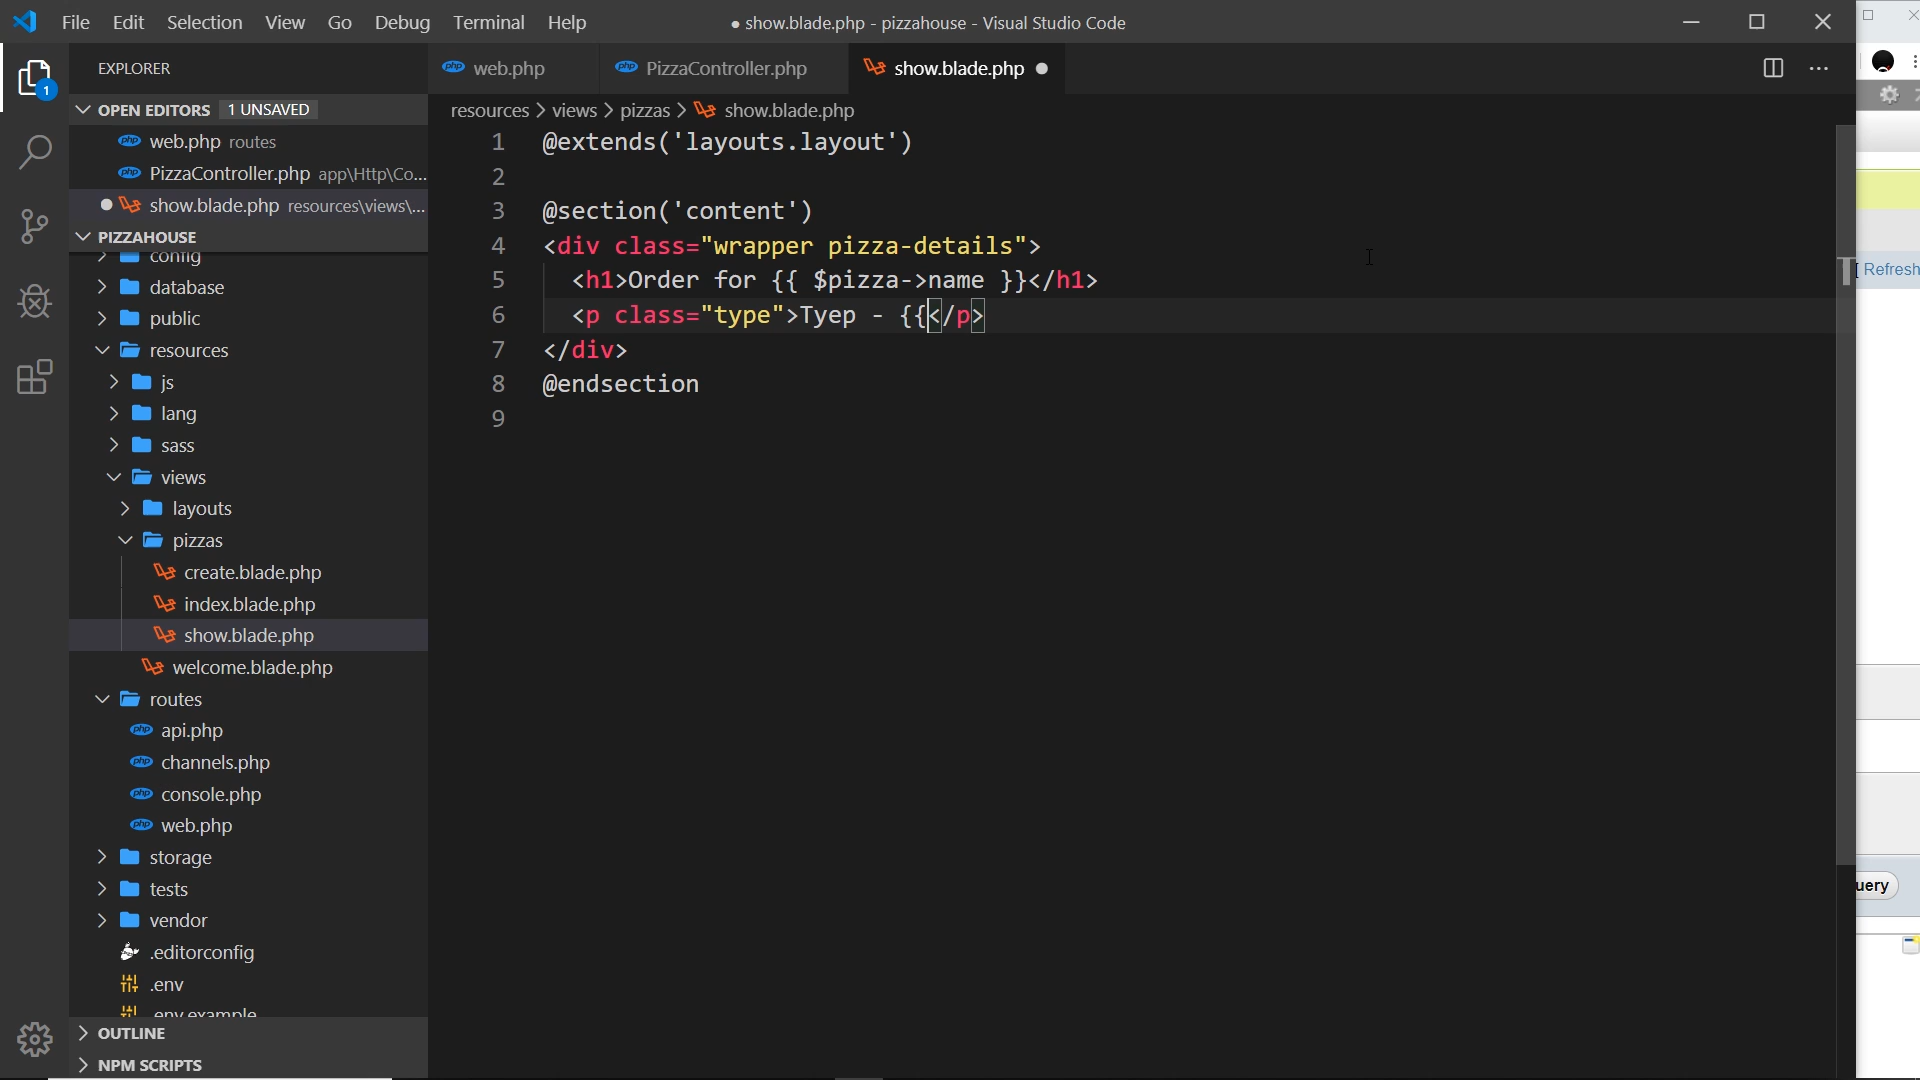 File Edit Selection View Go Debug Terminal Help
● show.blade.php - pizzahouse - Visual Studio Code
EXPLORER
OPEN EDITORS 1 UNSAVED
web.php routes
PizzaController.php app\Http\Co...
show.blade.php resources\views\...
PIZZAHOUSE
config
database
public
resources
js
lang
sass
views
layouts
pizzas
create.blade.php
index.blade.php
show.blade.php
welcome.blade.php
routes
api.php
channels.php
console.php
web.php
storage
tests
vendor
.editorconfig
.env
.env.example
OUTLINE
NPM SCRIPTS
1
web.php
PizzaController.php
show.blade.php
resources > views > pizzas > show.blade.php
1 @extends('layouts.layout')
2
3 @section('content')
4 <div class="wrapper pizza-details">
5 <h1>Order for {{ $pizza->name }}</h1>
6 <p class="type">Tyep - {{</p>
7 </div>
8 @endsection
9
Refresh
uery